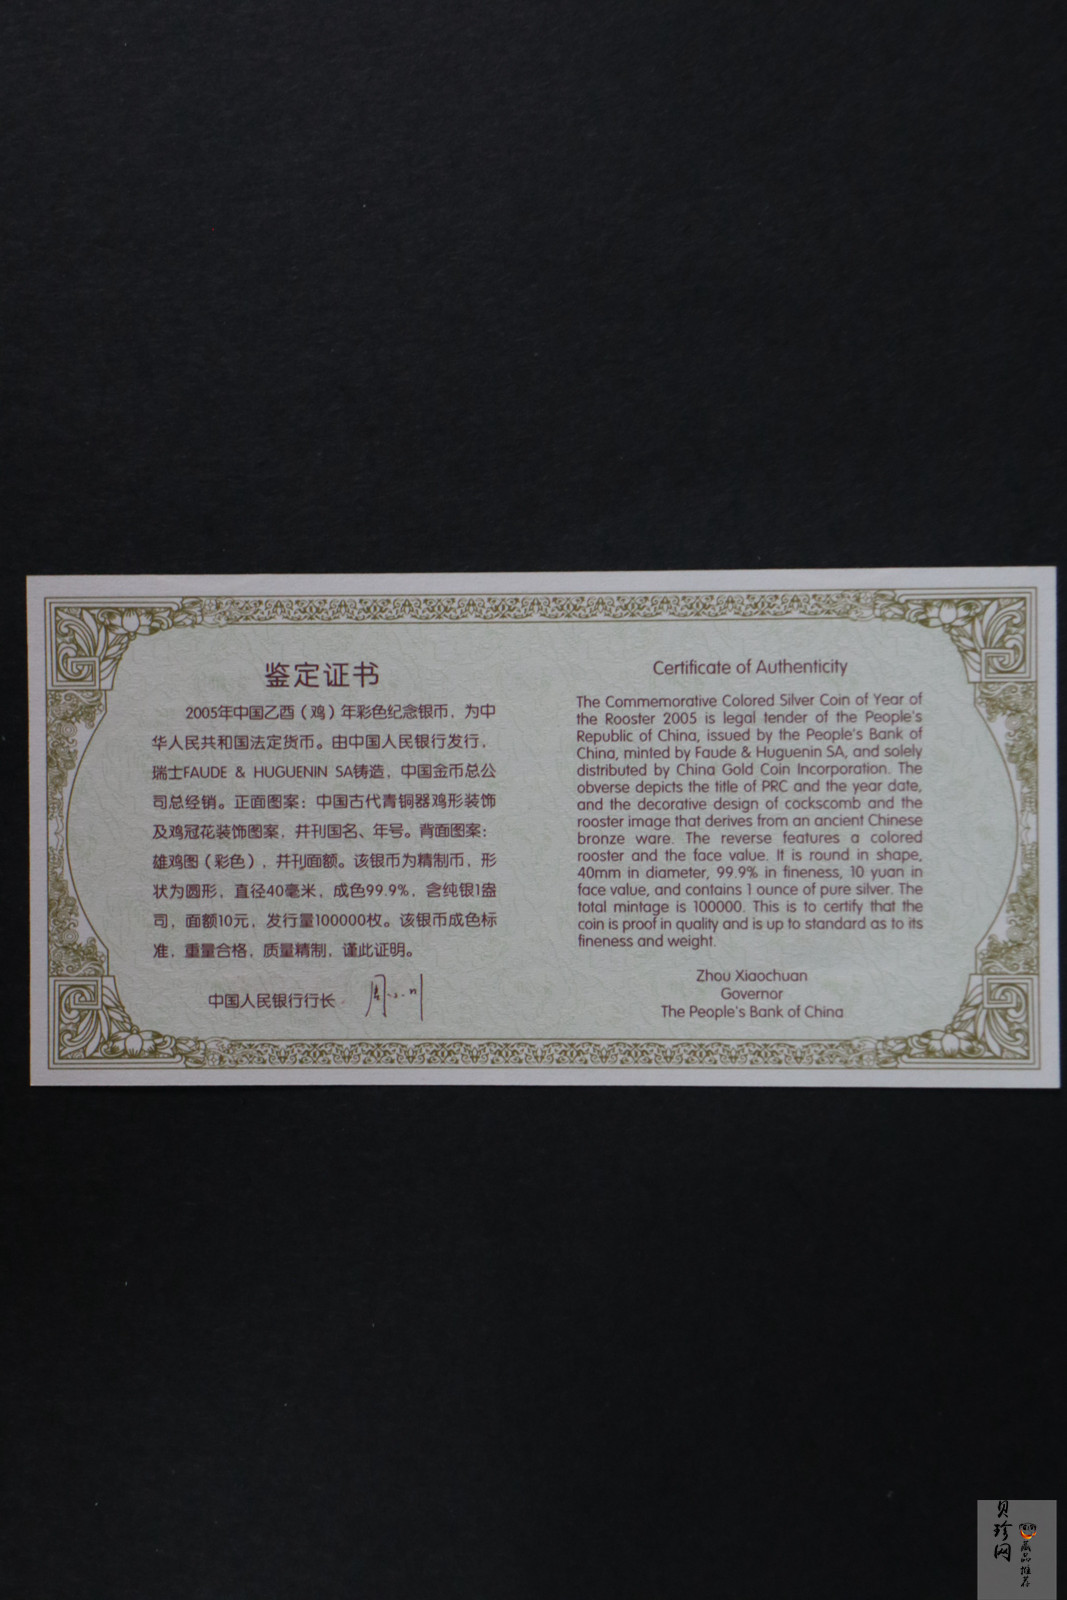 鉴定证书
2005年中国乙酉（鸡）年彩色纪念银币，为中
华人民共和国法定货币。由中国人民银行发行，
瑞士FAUDE & HUGUENIN SA铸造，中国金币总公
司总经销。正面图案：中国古代青铜器鸡形装饰
及鸡冠花装饰图案，并刊国名、年号。背面图案：
雄鸡图（彩色），并刊面额。该银币为精制币，形
状为圆形，直径40毫米，成色99.9%，含纯银1盎
司，面额10元，发行量100000枚。该银币成色标
准，重量合格，质量精制，谨此证明。
中国人民银行行长
Certificate of Authenticity
The Commemorative Colored Silver Coin of Year of
the Rooster 2005 is legal tender of the People's
Republic of China, issued by the People's Bank of
China, minted by Faude & Huguenin SA, and solely
distributed by China Gold Coin Incorporation. The
obverse depicts the title of PRC and the year date,
and the decorative design of cockscomb and the
rooster image that derives from an ancient Chinese
bronze ware. The reverse features a colored
rooster and the face value. It is round in shape,
40mm in diameter, 99.9% in fineness, 10 yuan in
face value, and contains 1 ounce of pure silver. The
total mintage is 100000. This is to certify that the
coin is proof in quality and is up to standard as to its
fineness and weight.
Zhou Xiaochuan
Governor
The People's Bank of China
贝珍网
藏品推荐